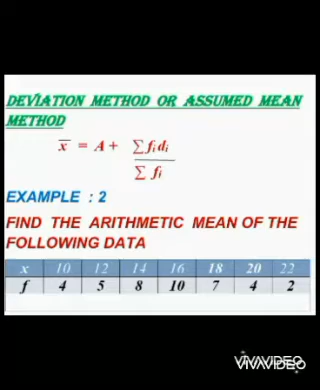 DEVIATION METHOD OR ASSUMED MEAN
METHOD
x̄ = A + ∑fᵢdᵢ
∑ fᵢ
EXAMPLE : 2
FIND THE ARITHMETIC MEAN OF THE
FOLLOWING DATA
x 10 12 14 16 18 20 22
f 4 5 8 10 7 4 2
VIVAVIDEO
VIVAVIDEO